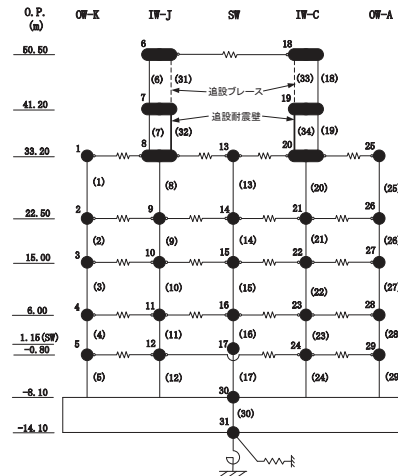 O.P. OW-K IW-J SW IW-C OW-A
(m)
50.50 6 18
(6) (31) (33) (18)
追設ブレース
41.20 7 19
追設耐震壁
(7) (32) (34) (19)
33.20 1 8 13 20 25
(1) (8) (13) (20) (25)
22.50 2 9 14 21 26
(2) (9) (14) (21) (26)
15.00 3 10 15 22 27
(3) (10) (15) (22) (27)
6.00 4 11 16 23 28
(4) (11) (16) (23) (28)
1.15(SW) 17
-0.80 5 12 24 29
(5) (12) (17) (24) (29)
-8.10 30
(30)
-14.10 31